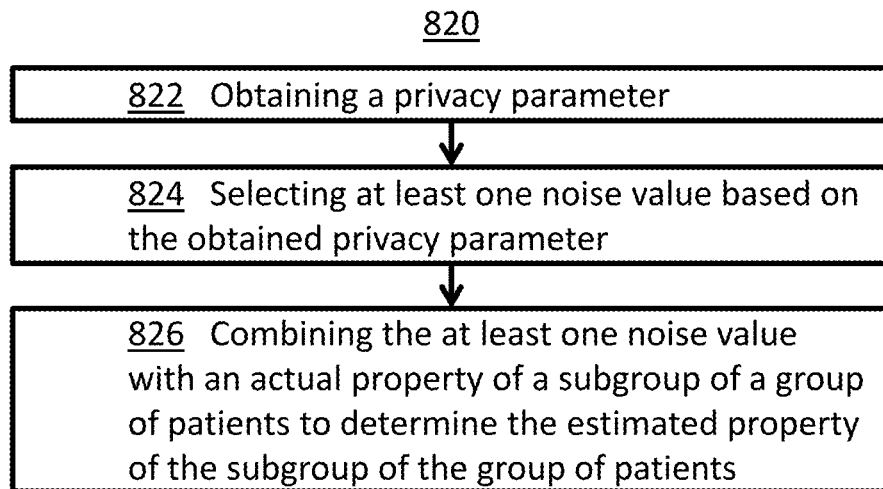 820
822 Obtaining a privacy parameter
824 Selecting at least one noise value based on
the obtained privacy parameter
826 Combining the at least one noise value
with an actual property of a subgroup of a group
of patients to determine the estimated property
of the subgroup of the group of patients